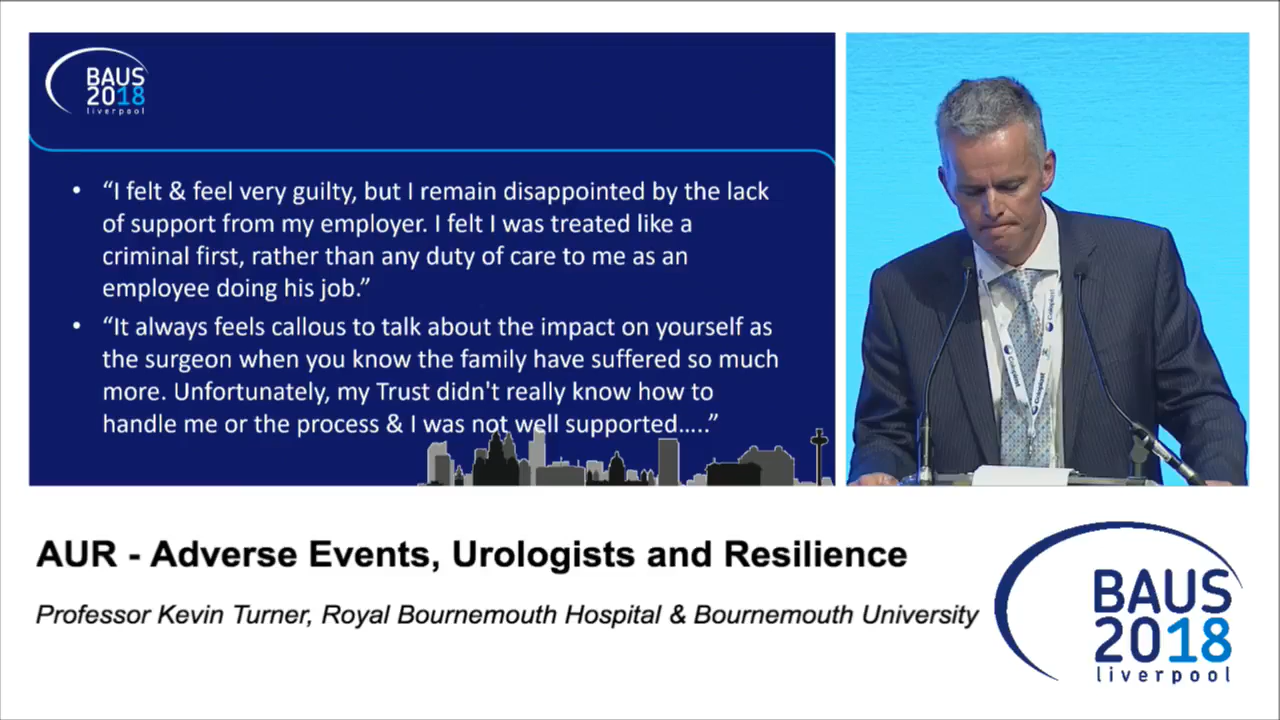 BAUS
2018
liverpool
• “I felt & feel very guilty, but I remain disappointed by the lack
of support from my employer. I felt I was treated like a
criminal first, rather than any duty of care to me as an
employee doing his job.”
• “It always feels callous to talk about the impact on yourself as
the surgeon when you know the family have suffered so much
more. Unfortunately, my Trust didn't really know how to
handle me or the process & I was not well supported.....”
Coloplast
Coloplast
AUR - Adverse Events, Urologists and Resilience
Professor Kevin Turner, Royal Bournemouth Hospital & Bournemouth University
BAUS
2018
liverpool